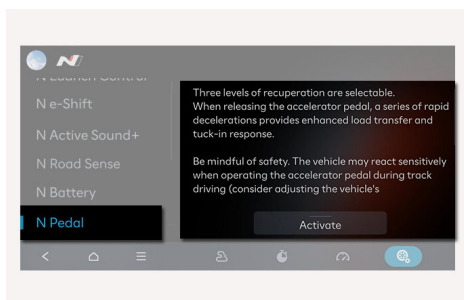 N
N Launch Control
N e-Shift
N Active Sound+
N Road Sense
N Battery
N Pedal
Three levels of recuperation are selectable.
When releasing the accelerator pedal, a series of rapid
decelerations provides enhanced load transfer and
tuck-in response.
Be mindful of safety. The vehicle may react sensitively
when operating the accelerator pedal during track
driving (consider adjusting the vehicle's
Activate